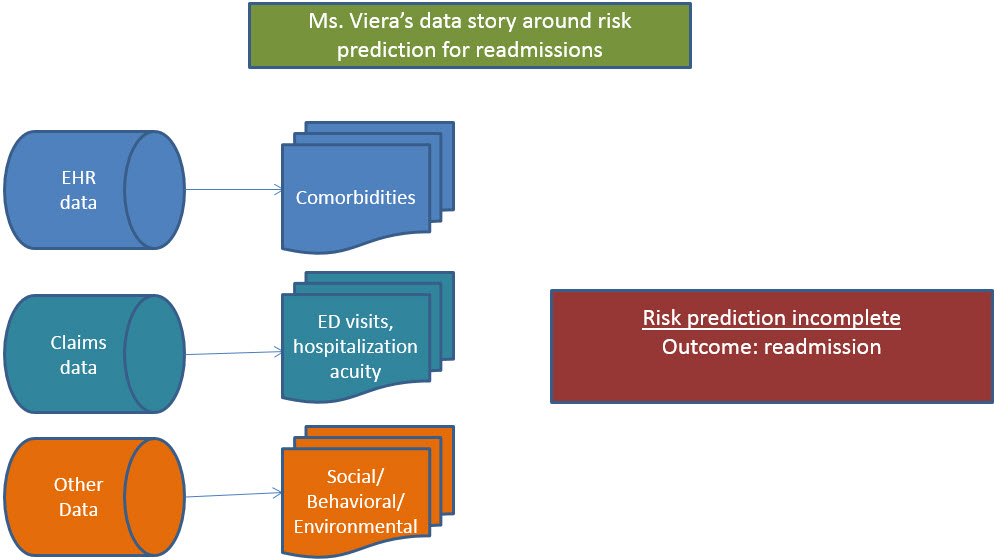 Ms. Viera’s data story around risk
prediction for readmissions
EHR
data
Comorbidities
Claims
data
ED visits,
hospitalization
acuity
Risk prediction incomplete
Outcome: readmission
Other
Data
Social/
Behavioral/
Environmental